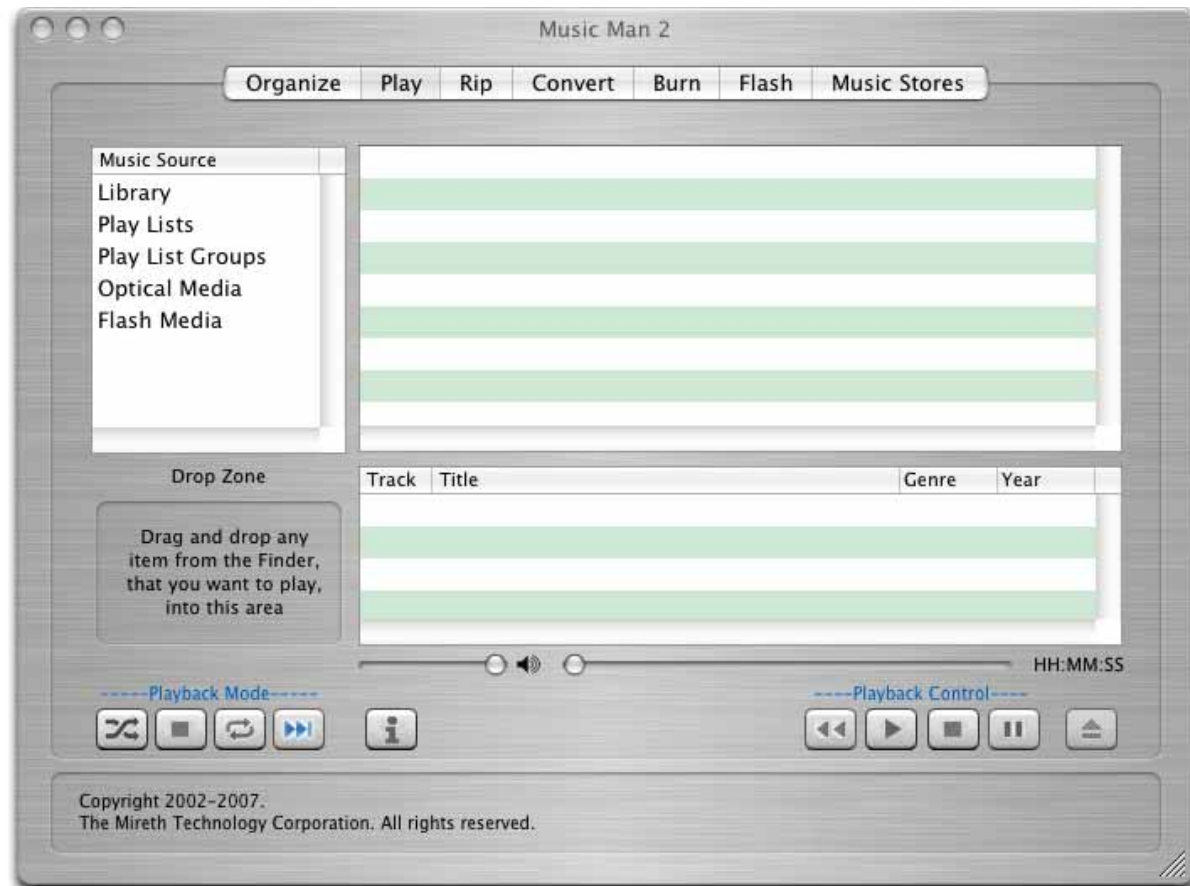 Music Man 2
Organize Play Rip Convert Burn Flash Music Stores
Music Source
Library
Play Lists
Play List Groups
Optical Media
Flash Media
Drop Zone
Drag and drop any
item from the Finder,
that you want to play,
into this area
Track Title Genre Year
HH:MM:SS
-----Playback Mode-----
----Playback Control----
Copyright 2002-2007.
The Mireth Technology Corporation. All rights reserved.